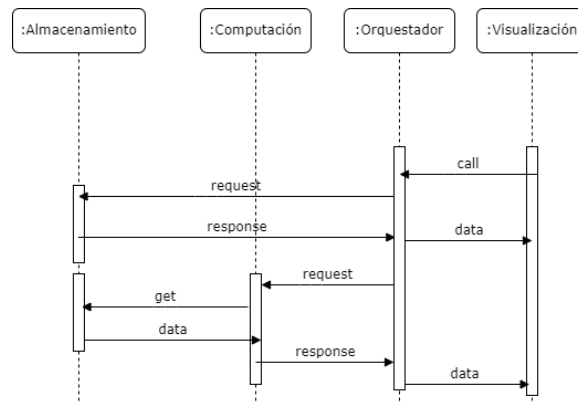 :Almacenamiento
:Computación
:Orquestador
:Visualización
call
request
response
data
request
get
data
response
data